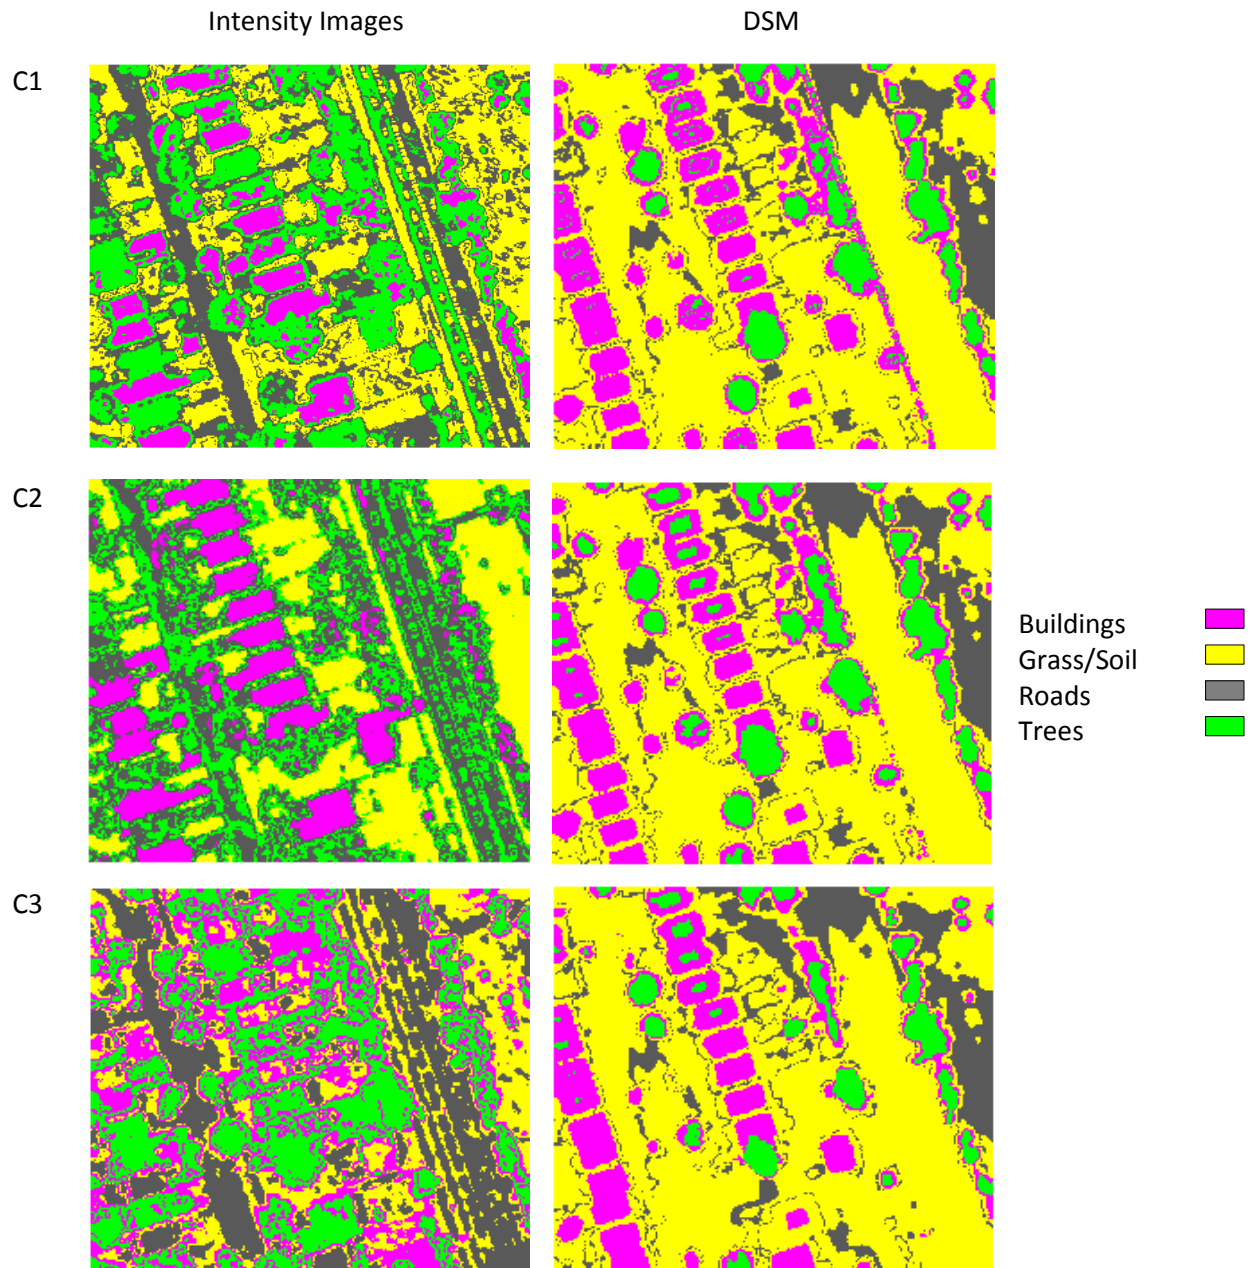 Intensity Images
DSM
C1
C2
C3
Buildings
Grass/Soil
Roads
Trees